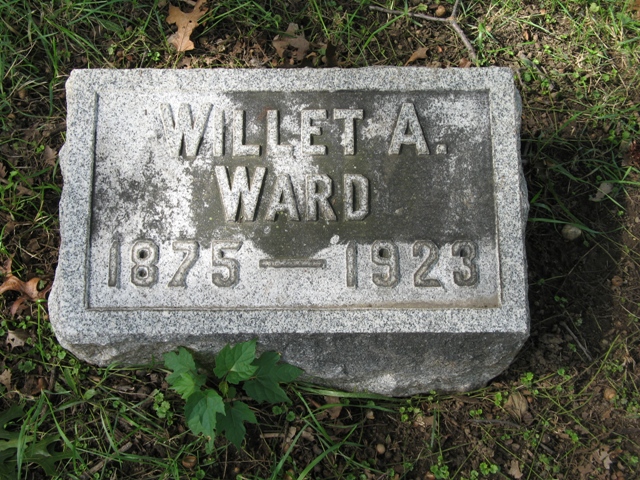 WILLET A.
WARD
1875 — 1923